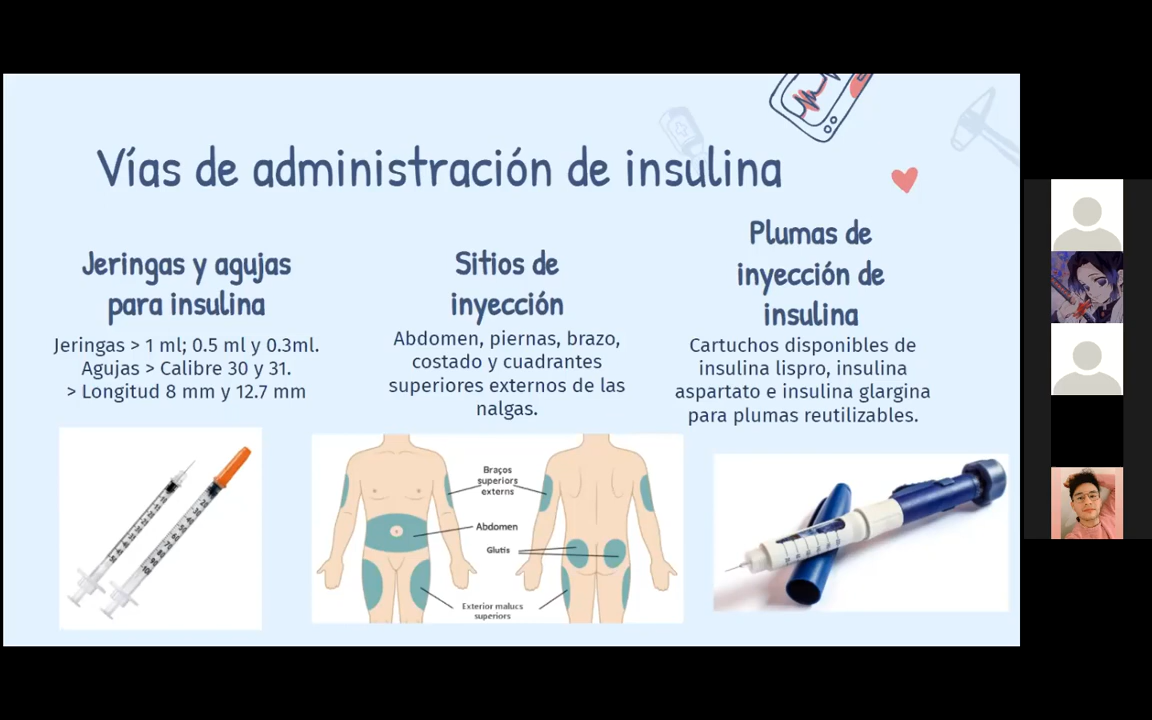 Vías de administración de insulina
Jeringas y agujas
para insulina
Jeringas > 1 ml; 0.5 ml y 0.3ml.
Agujas > Calibre 30 y 31.
> Longitud 8 mm y 12.7 mm
Sitios de
inyección
Abdomen, piernas, brazo,
costado y cuadrantes
superiores externos de las
nalgas.
Braços
superiors
externs
Abdomen
Glutis
Exterior malucs
superiors
Plumas de
inyección de
insulina
Cartuchos disponibles de
insulina lispro, insulina
aspartato e insulina glargina
para plumas reutilizables.